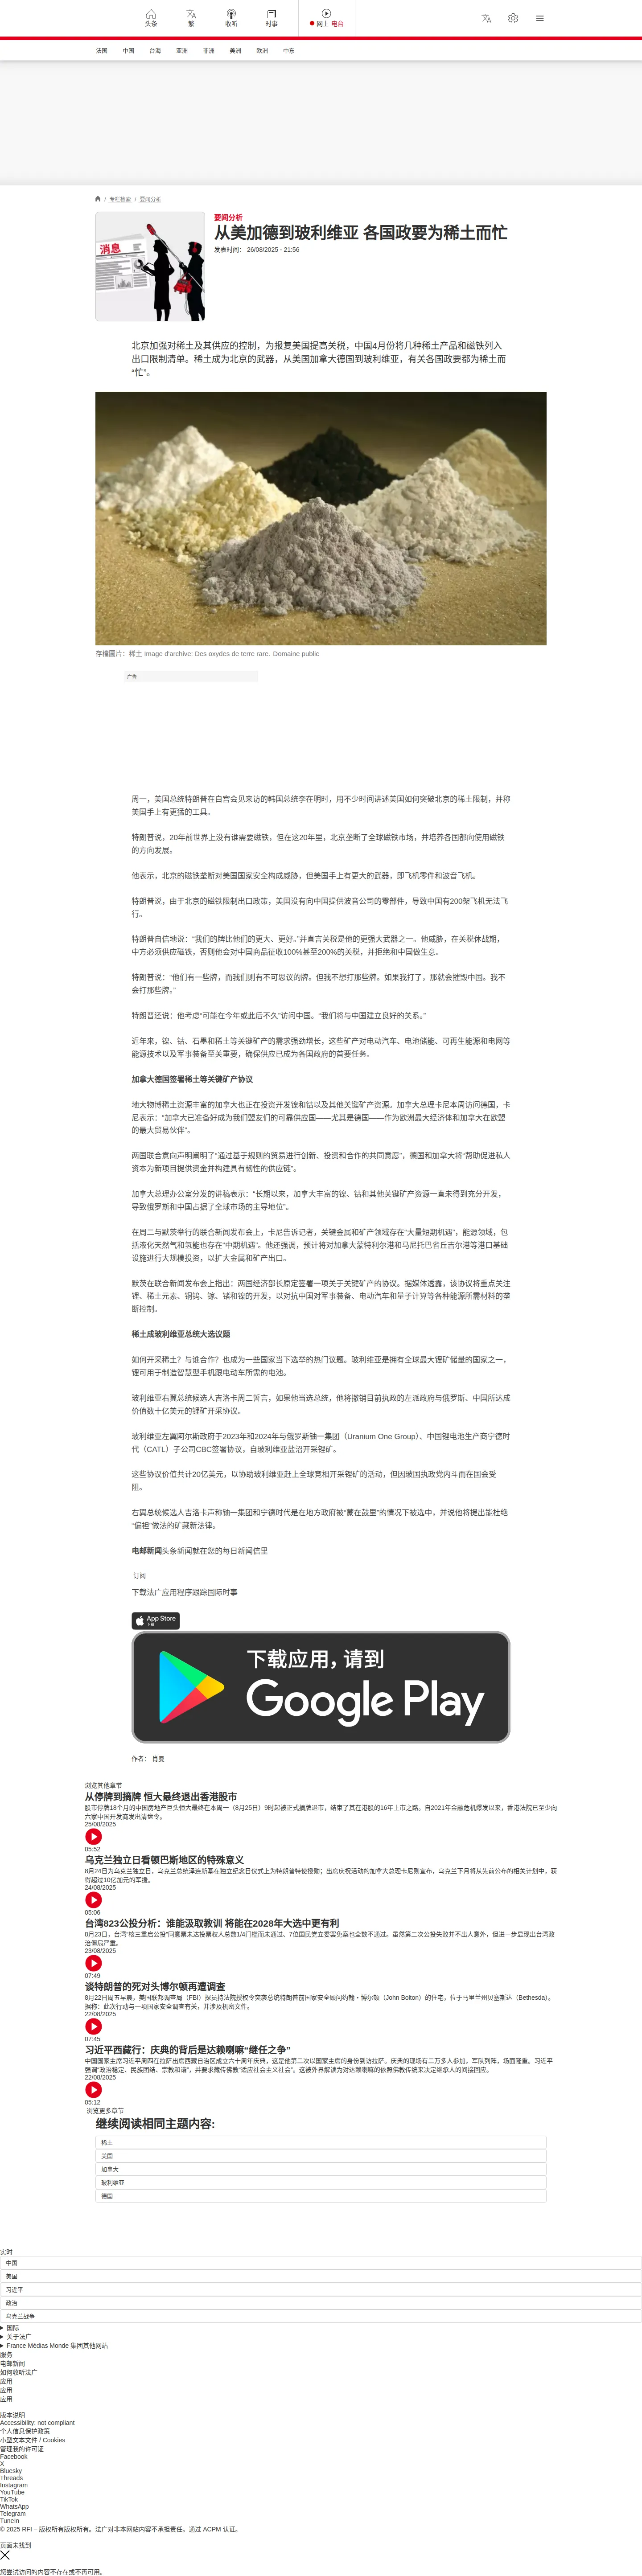 头条
繁
收听
时事
网上 电台
法国
中国
台海
亚洲
非洲
美洲
欧洲
中东
/ 专栏检索 / 要闻分析
消息
要闻分析
从美加德到玻利维亚 各国政要为稀土而忙
发表时间： 26/08/2025 - 21:56
北京加强对稀土及其供应的控制，为报复美国提高关税，中国4月份将几种稀土产品和磁铁列入
出口限制清单。稀土成为北京的武器，从美国加拿大德国到玻利维亚，有关各国政要都为稀土而
“忙”。
存檔圖片：稀土 Image d'archive: Des oxydes de terre rare. Domaine public
广告
周一，美国总统特朗普在白宫会见来访的韩国总统李在明时，用不少时间讲述美国如何突破北京的稀土限制，并称
美国手上有更猛的工具。
特朗普说，20年前世界上没有谁需要磁铁，但在这20年里，北京垄断了全球磁铁市场，并培养各国都向使用磁铁
的方向发展。
他表示，北京的磁铁垄断对美国国家安全构成威胁，但美国手上有更大的武器，即飞机零件和波音飞机。
特朗普说，由于北京的磁铁限制出口政策，美国没有向中国提供波音公司的零部件，导致中国有200架飞机无法飞
行。
特朗普自信地说：“我们的牌比他们的更大、更好。”并直言关税是他的更强大武器之一。他威胁，在关税休战期，
中方必须供应磁铁，否则他会对中国商品征收100%甚至200%的关税，并拒绝和中国做生意。
特朗普说：“他们有一些牌，而我们则有不可思议的牌。但我不想打那些牌。如果我打了，那就会摧毁中国。我不
会打那些牌。”
特朗普还说：他考虑“可能在今年或此后不久”访问中国。“我们将与中国建立良好的关系。”
近年来，镍、钴、石墨和稀土等关键矿产的需求强劲增长，这些矿产对电动汽车、电池储能、可再生能源和电网等
能源技术以及军事装备至关重要，确保供应已成为各国政府的首要任务。
加拿大德国签署稀土等关键矿产协议
地大物博稀土资源丰富的加拿大也正在投资开发镍和钴以及其他关键矿产资源。加拿大总理卡尼本周访问德国，卡
尼表示：“加拿大已准备好成为我们盟友们的可靠供应国——尤其是德国——作为欧洲最大经济体和加拿大在欧盟
的最大贸易伙伴”。
两国联合意向声明阐明了“通过基于规则的贸易进行创新、投资和合作的共同意愿”，德国和加拿大将“帮助促进私人
资本为新项目提供资金并构建具有韧性的供应链”。
加拿大总理办公室分发的讲稿表示：“长期以来，加拿大丰富的镍、钴和其他关键矿产资源一直未得到充分开发，
导致俄罗斯和中国占据了全球市场的主导地位”。
在周二与默茨举行的联合新闻发布会上，卡尼告诉记者，关键金属和矿产领域存在“大量短期机遇”，能源领域，包
括液化天然气和氢能也存在“中期机遇”。他还强调，预计将对加拿大蒙特利尔港和马尼托巴省丘吉尔港等港口基础
设施进行大规模投资，以扩大金属和矿产出口。
默茨在联合新闻发布会上指出：两国经济部长原定签署一项关于关键矿产的协议。据媒体透露，该协议将重点关注
锂、稀土元素、铜钨、镓、锗和镍的开发，以对抗中国对军事装备、电动汽车和量子计算等各种能源所需材料的垄
断控制。
稀土成玻利维亚总统大选议题
如何开采稀土？与谁合作？也成为一些国家当下选举的热门议题。玻利维亚是拥有全球最大锂矿储量的国家之一，
锂可用于制造智慧型手机跟电动车所需的电池。
玻利维亚右翼总统候选人吉洛卡周二誓言，如果他当选总统，他将撤销目前执政的左派政府与俄罗斯、中国所达成
价值数十亿美元的锂矿开采协议。
玻利维亚左翼阿尔斯政府于2023年和2024年与俄罗斯铀一集团（Uranium One Group）、中国锂电池生产商宁德时
代（CATL）子公司CBC签署协议，自玻利维亚盐沼开采锂矿。
这些协议价值共计20亿美元，以协助玻利维亚赶上全球竞相开采锂矿的活动，但因玻国执政党内斗而在国会受
阻。
右翼总统候选人吉洛卡声称铀一集团和宁德时代是在地方政府被“蒙在鼓里”的情况下被选中，并说他将提出能杜绝
“偏袒”做法的矿藏新法律。
电邮新闻头条新闻就在您的每日新闻信里
订阅
下载法广应用程序跟踪国际时事
App Store
下载
下载应用，请到
Google Play
作者： 肖曼
浏览其他章节
从停牌到摘牌 恒大最终退出香港股市
股市停牌18个月的中国房地产巨头恒大最终在本周一（8月25日）9时起被正式摘牌退市，结束了其在港股的16年上市之路。自2021年金融危机爆发以来，香港法院已至少向
六家中国开发商发出清盘令。
25/08/2025
05:52
乌克兰独立日看顿巴斯地区的特殊意义
8月24日为乌克兰独立日，乌克兰总统泽连斯基在独立纪念日仪式上为特朗普特使授勋；出席庆祝活动的加拿大总理卡尼则宣布，乌克兰下月将从先前公布的相关计划中，获
得超过10亿加元的军援。
24/08/2025
05:06
台湾823公投分析：谁能汲取教训 将能在2028年大选中更有利
8月23日，台湾“核三重启公投”同意票未达投票权人总数1/4门槛而未通过、7位国民党立委罢免案也全数不通过。虽然第二次公投失败并不出人意外，但进一步显现出台湾政
治僵局严重。
23/08/2025
07:49
谈特朗普的死对头博尔顿再遭调查
8月22日周五早晨，美国联邦调查局（FBI）探员持法院授权令突袭总统特朗普前国家安全顾问约翰・博尔顿（John Bolton）的住宅，位于马里兰州贝塞斯达（Bethesda）。
据称：此次行动与一项国家安全调查有关，并涉及机密文件。
22/08/2025
07:45
习近平西藏行：庆典的背后是达赖喇嘛“继任之争”
中国国家主席习近平周四在拉萨出席西藏自治区成立六十周年庆典，这是他第二次以国家主席的身份到访拉萨。庆典的现场有二万多人参加，军队列阵，场面隆重。习近平
强调“政治稳定、民族团结、宗教和谐”，并要求藏传佛教“适应社会主义社会”。这被外界解读为对达赖喇嘛的依照佛教传统来决定继承人的间接回应。
22/08/2025
05:12
浏览更多章节
继续阅读相同主题内容:
稀土
美国
加拿大
玻利维亚
德国
实时
中国
美国
习近平
政治
乌克兰战争
国际
关于法广
France Médias Monde 集团其他网站
服务
电邮新闻
如何收听法广
应用
应用
应用
版本说明
Accessibility: not compliant
个人信息保护政策
小型文本文件 / Cookies
管理我的许可证
Facebook
X
Bluesky
Threads
Instagram
YouTube
TikTok
WhatsApp
Telegram
TuneIn
© 2025 RFI – 版权所有版权所有。法广对非本网站内容不承担责任。通过 ACPM 认证。
页面未找到
您尝试访问的内容不存在或不再可用。